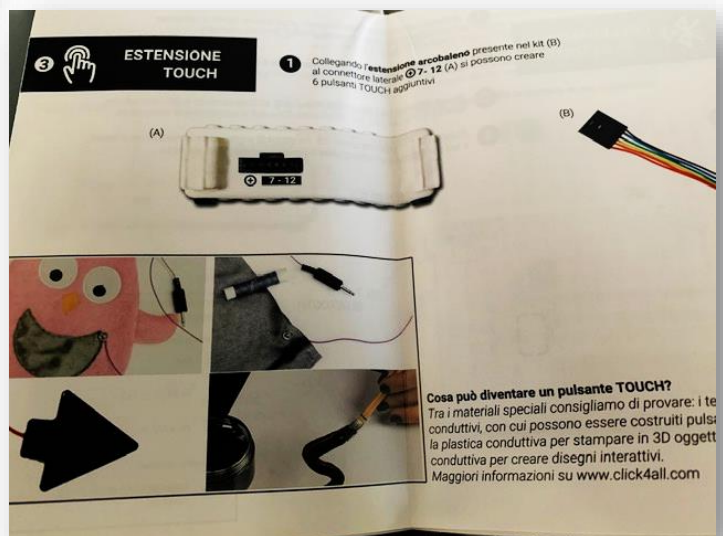 3 ESTENSIONE
TOUCH
1 Collegando l'estensione arcobaleno presente nel kit (B)
al connettore laterale ⊕ 7- 12 (A) si possono creare
6 pulsanti TOUCH aggiuntivi
(A)
(B)
⊕ 7 - 12
Cosa può diventare un pulsante TOUCH?
Tra i materiali speciali consigliamo di provare: i te
conduttivi, con cui possono essere costruiti pulsa
la plastica conduttiva per stampare in 3D oggett
conduttiva per creare disegni interattivi.
Maggiori informazioni su www.click4all.com